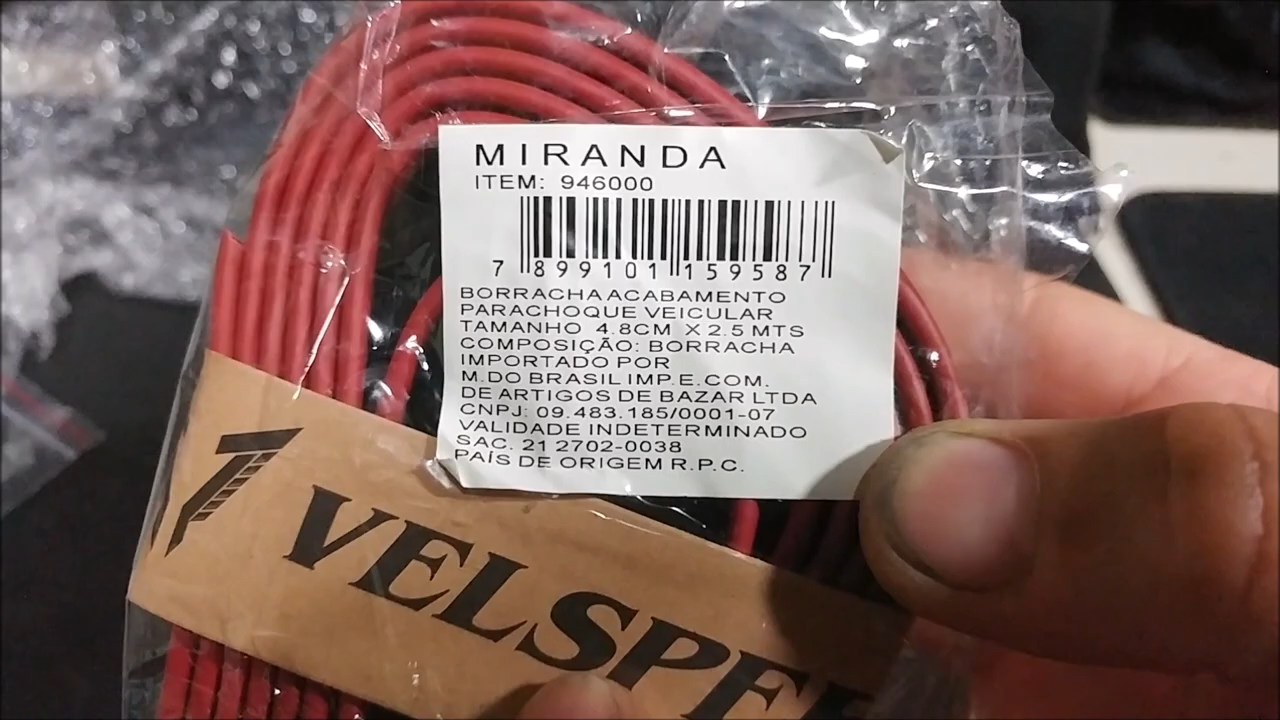 MIRANDA
ITEM: 946000
7 899101 159587
BORRACHA ACABAMENTO
PARACHOQUE VEICULAR
TAMANHO 4.8CM X 2.5 MTS
COMPOSIÇÃO: BORRACHA
IMPORTADO POR
M.DO BRASIL IMP.E.COM.
DE ARTIGOS DE BAZAR LTDA
CNPJ: 09.483.185/0001-07
VALIDADE INDETERMINADO
SAC. 21 2702-0038
PAÍS DE ORIGEM R.P.C.